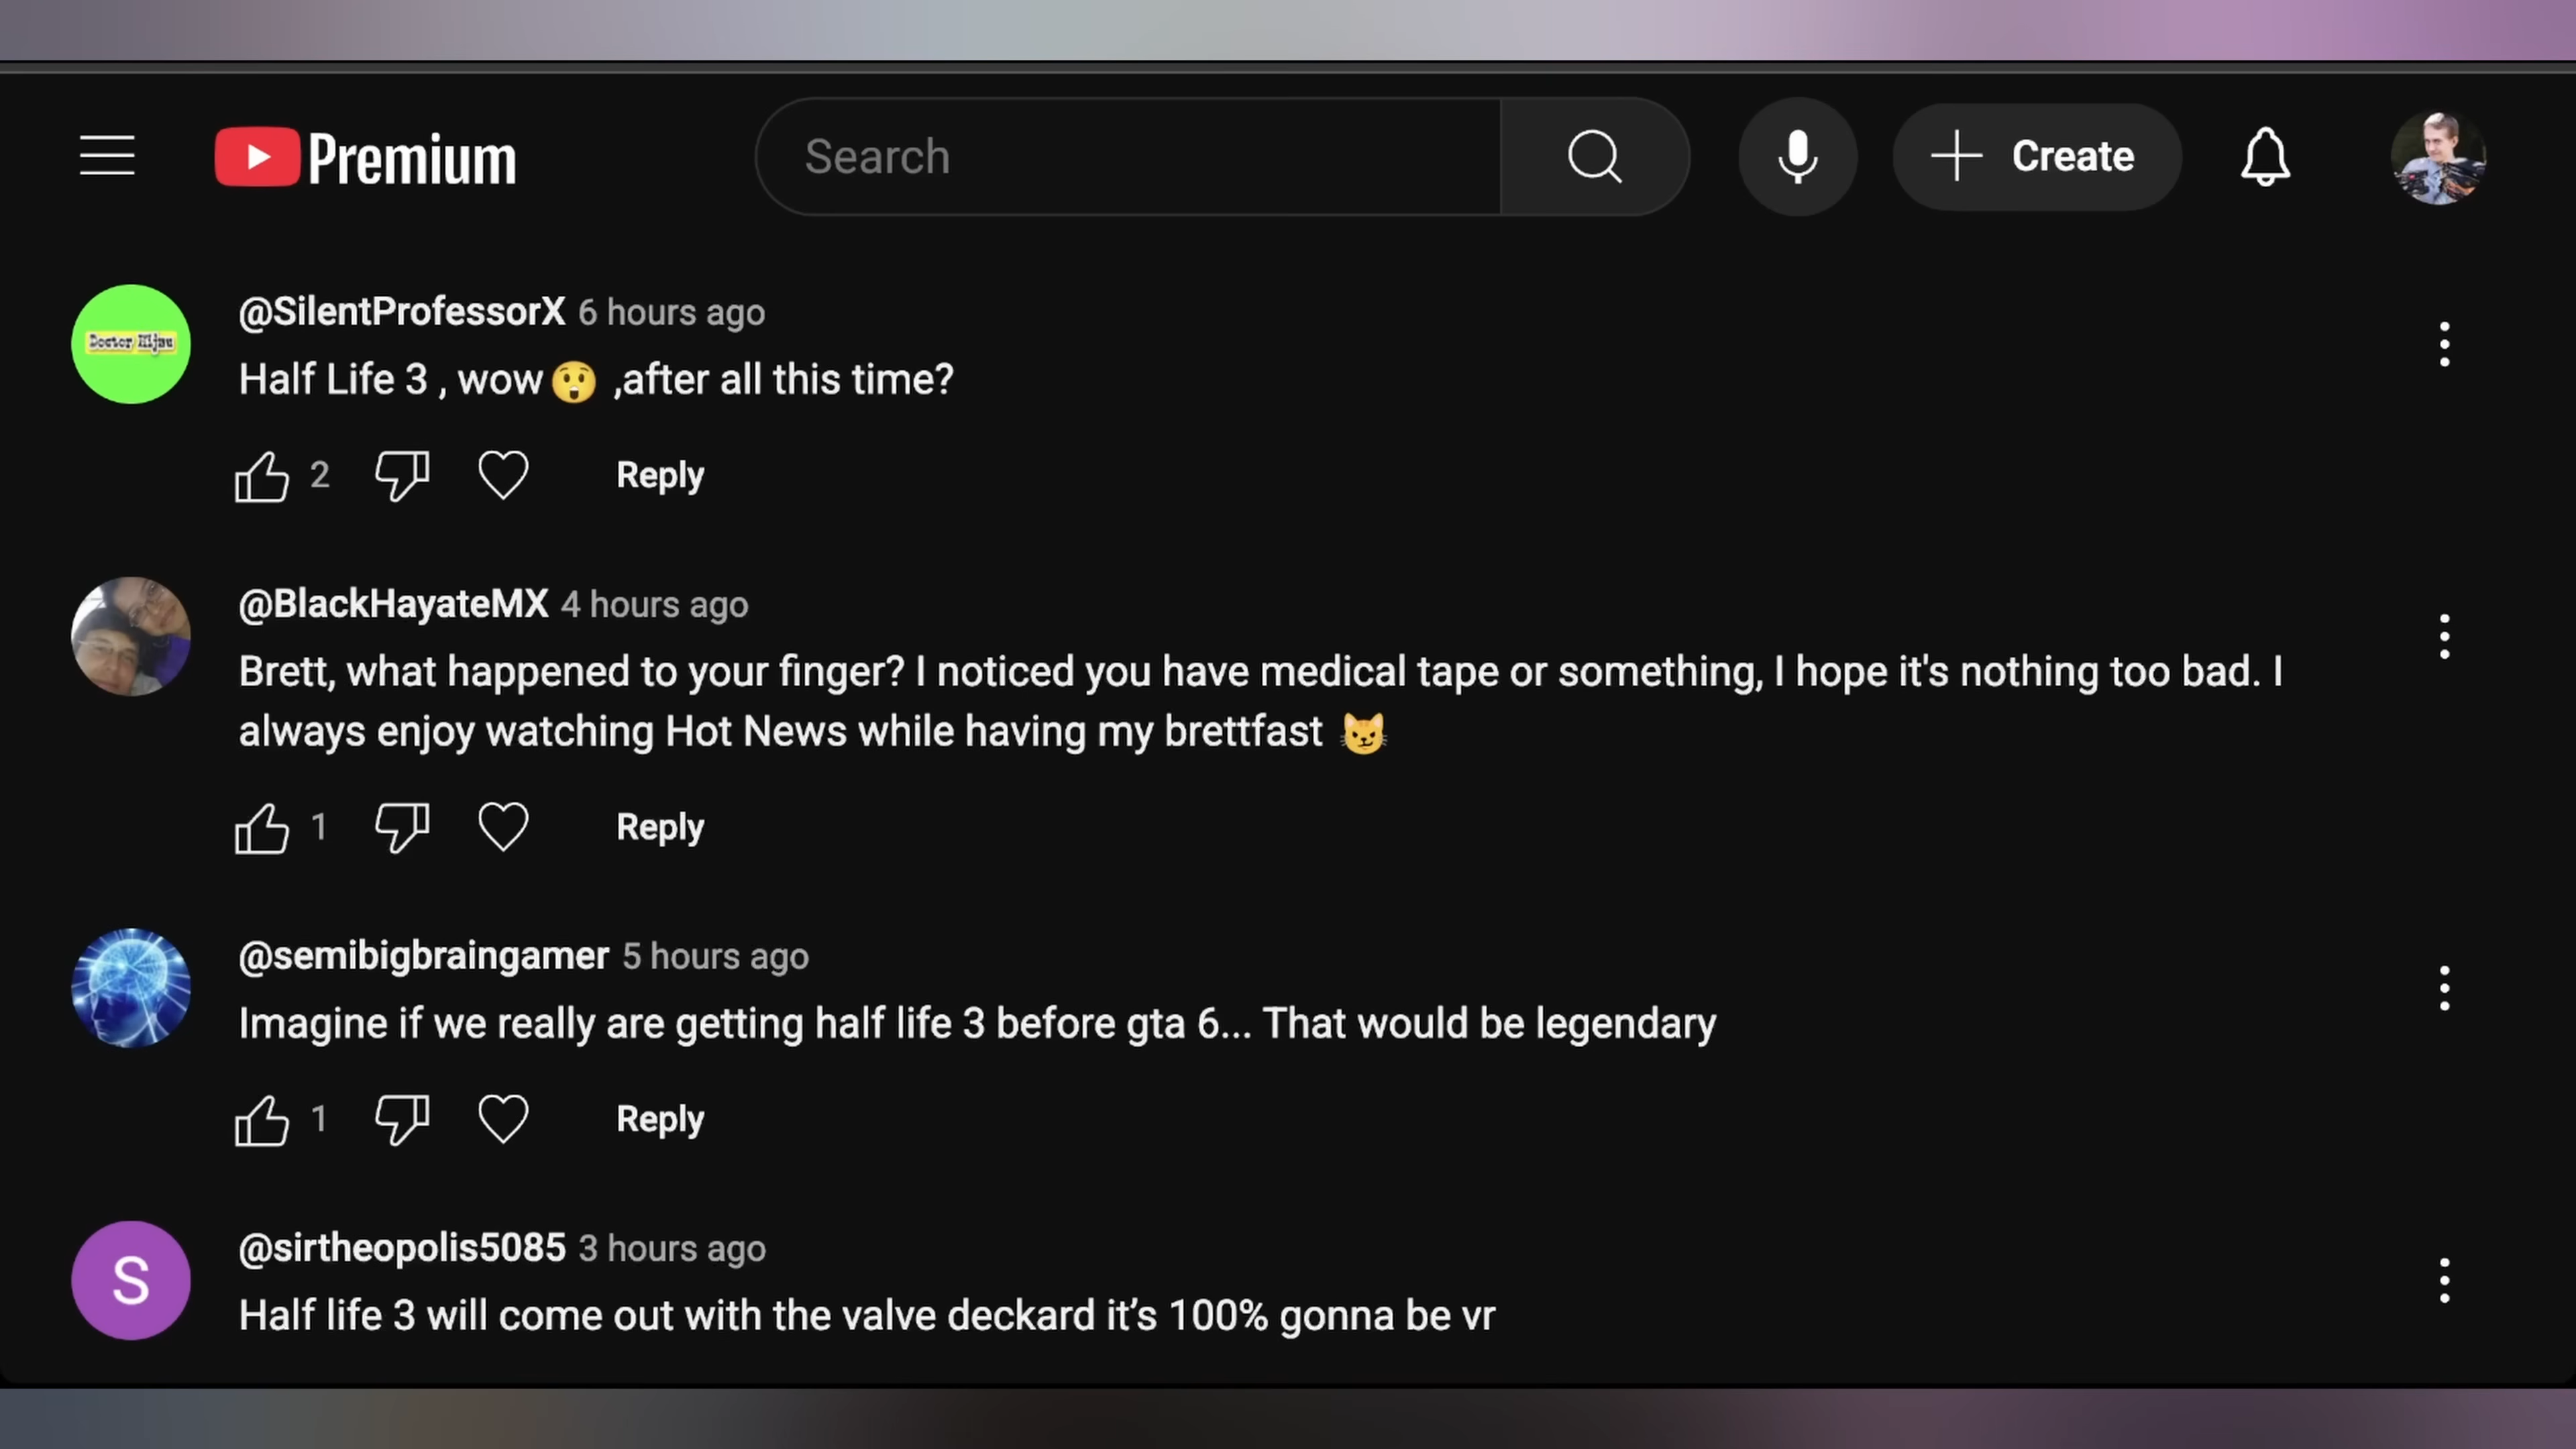 Premium
Search
Create
@SilentProfessorX 6 hours ago
Half Life 3 , wow😲 ,after all this time?
2
Reply
@BlackHayateMX 4 hours ago
Brett, what happened to your finger? I noticed you have medical tape or something, I hope it's nothing too bad. I
always enjoy watching Hot News while having my brettfast 😼
1
Reply
@semibigbraingamer 5 hours ago
Imagine if we really are getting half life 3 before gta 6... That would be legendary
1
Reply
S
@sirtheopolis5085 3 hours ago
Half life 3 will come out with the valve deckard it’s 100% gonna be vr